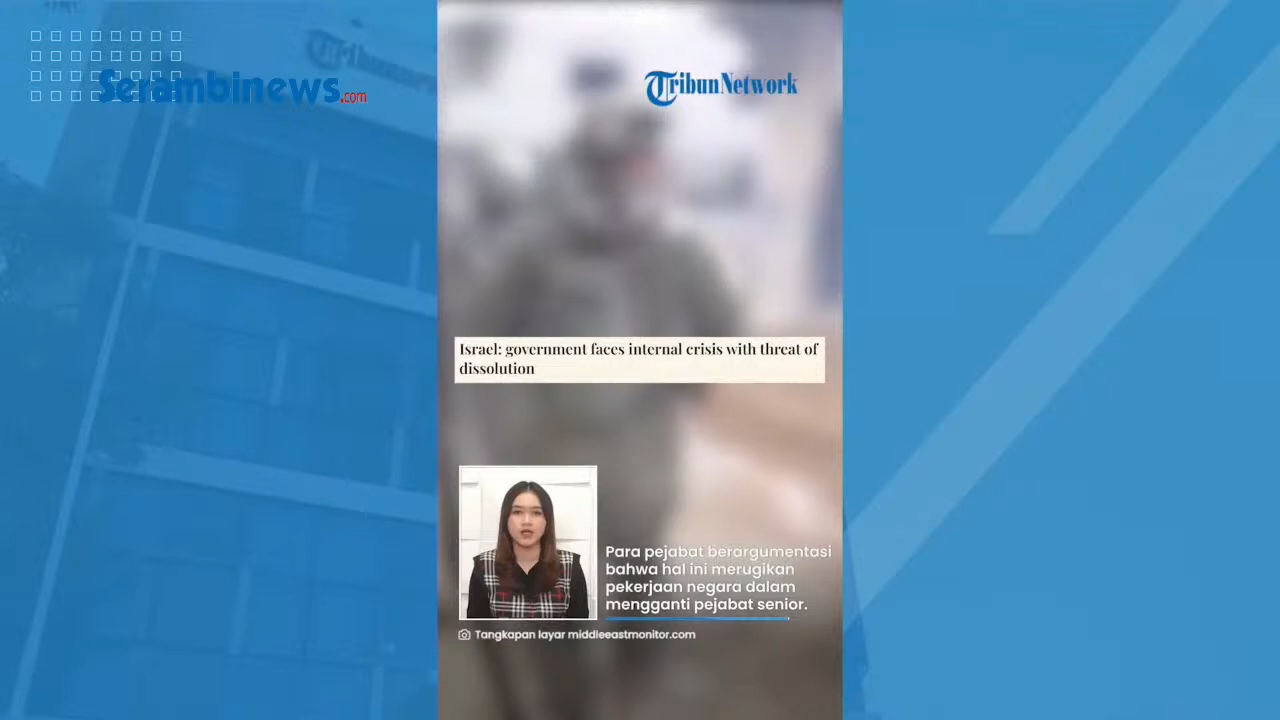 Serambinews.com
TribunNetwork
Israel: government faces internal crisis with threat of
dissolution
Para pejabat berargumentasi
bahwa hal ini merugikan
pekerjaan negara dalam
mengganti pejabat senior.
Tangkapan layar middleeastmonitor.com